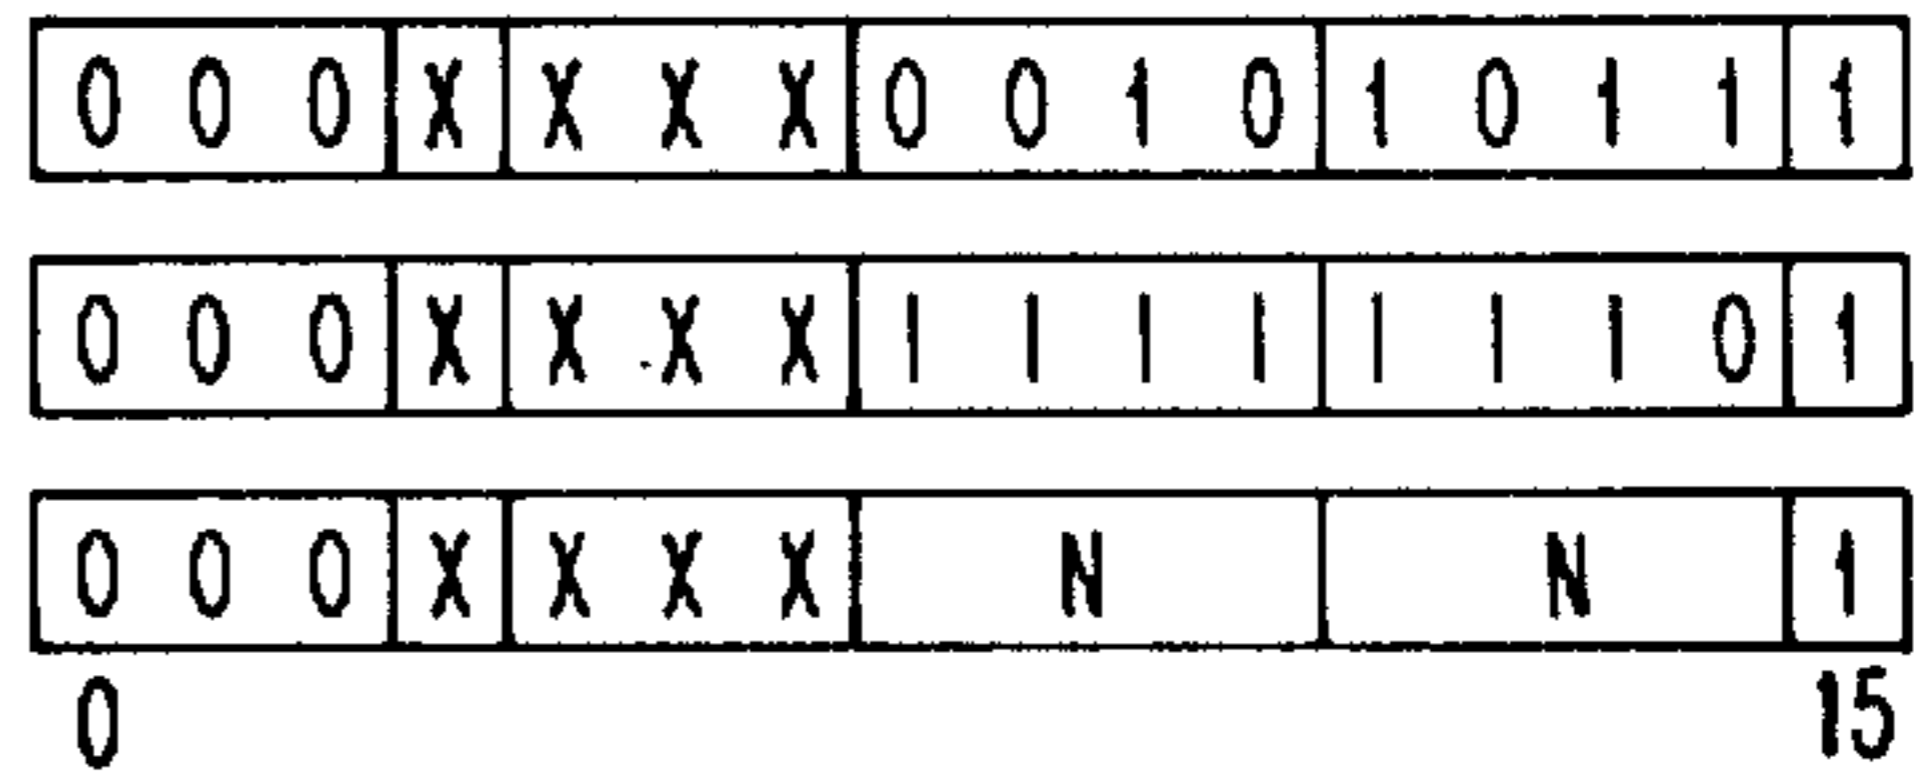 0 0 0 X X X X 0 0 1 0 1 0 1 1 1
0 0 0 X X X X 1 1 1 1 1 1 1 0 1
0 0 0 X X X X N N 1
0 15